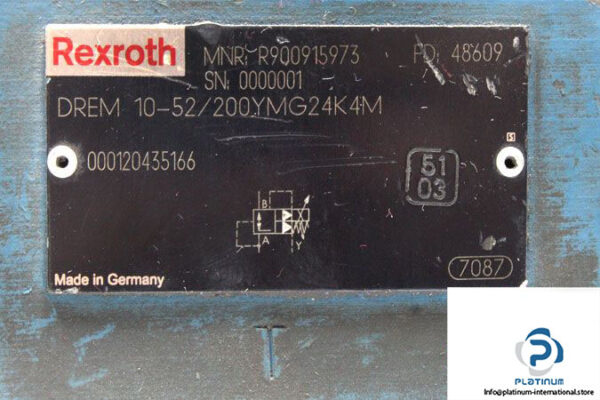 Rexroth MNR: R900915973 FD: 48609
SN: 0000001
DREM 10-52/200YMG24K4M
000120435166
51
03
B
A Y
Made in Germany
7087
T
P
PLATINUM
Info@platinum-international.store